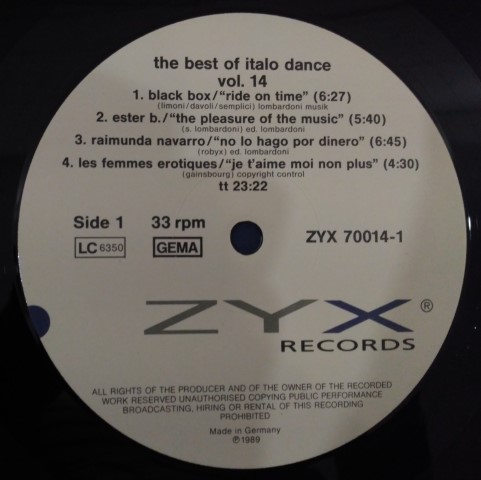 the best of italo dance
vol. 14
1. black box/"ride on time" (6:27)
(limoni/davoli/semplici) lombardoni musik
2. ester b./"the pleasure of the music" (5:40)
(s. lombardoni) ed. lombardoni
3. raimunda navarro/"no lo hago por dinero" (6:45)
(robyx) ed. lombardoni
4. les femmes erotiques/"je t'aime moi non plus" (4:30)
(gainsbourg) copyright control
tt 23:22
Side 1 33 rpm
LC 6350 GEMA ZYX 70014-1
ZYX ®
RECORDS
ALL RIGHTS OF THE PRODUCER AND OF THE OWNER OF THE RECORDED
WORK RESERVED UNAUTHORISED COPYING PUBLIC PERFORMANCE
BROADCASTING, HIRING OR RENTAL OF THIS RECORDING
PROHIBITED
Made in Germany
℗ 1989